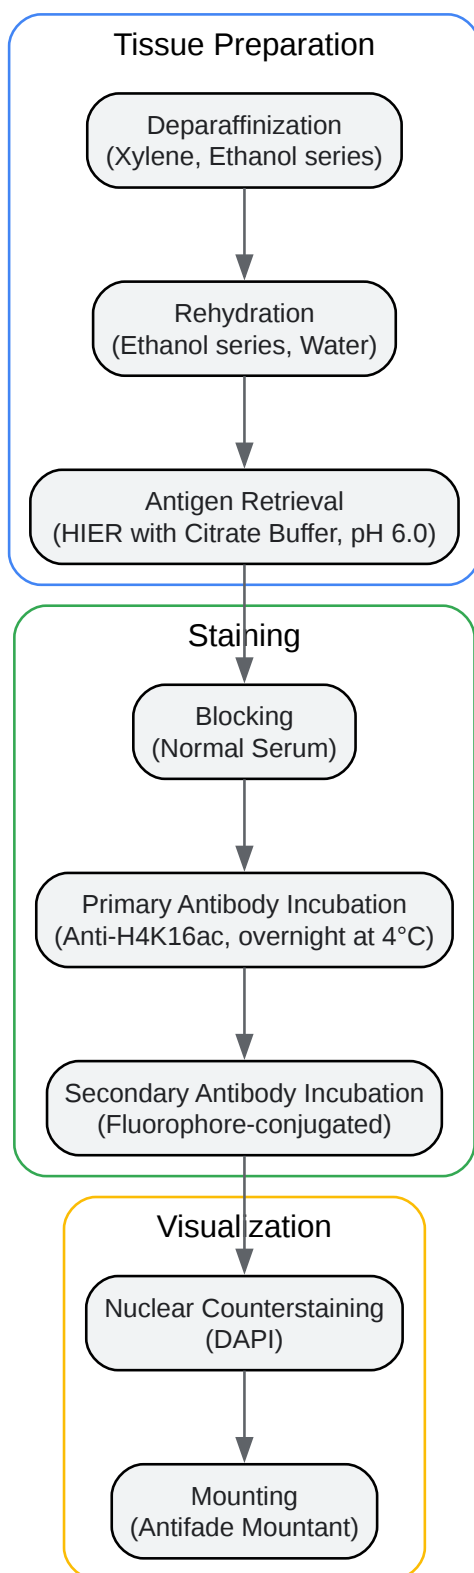 Tissue Preparation
Deparaffinization
(Xylene, Ethanol series)
Rehydration
(Ethanol series, Water)
Antigen Retrieval
(HIER with Citrate Buffer, pH 6.0)
Staining
Blocking
(Normal Serum)
Primary Antibody Incubation
(Anti-H4K16ac, overnight at 4°C)
Secondary Antibody Incubation
(Fluorophore-conjugated)
Visualization
Nuclear Counterstaining
(DAPI)
Mounting
(Antifade Mountant)